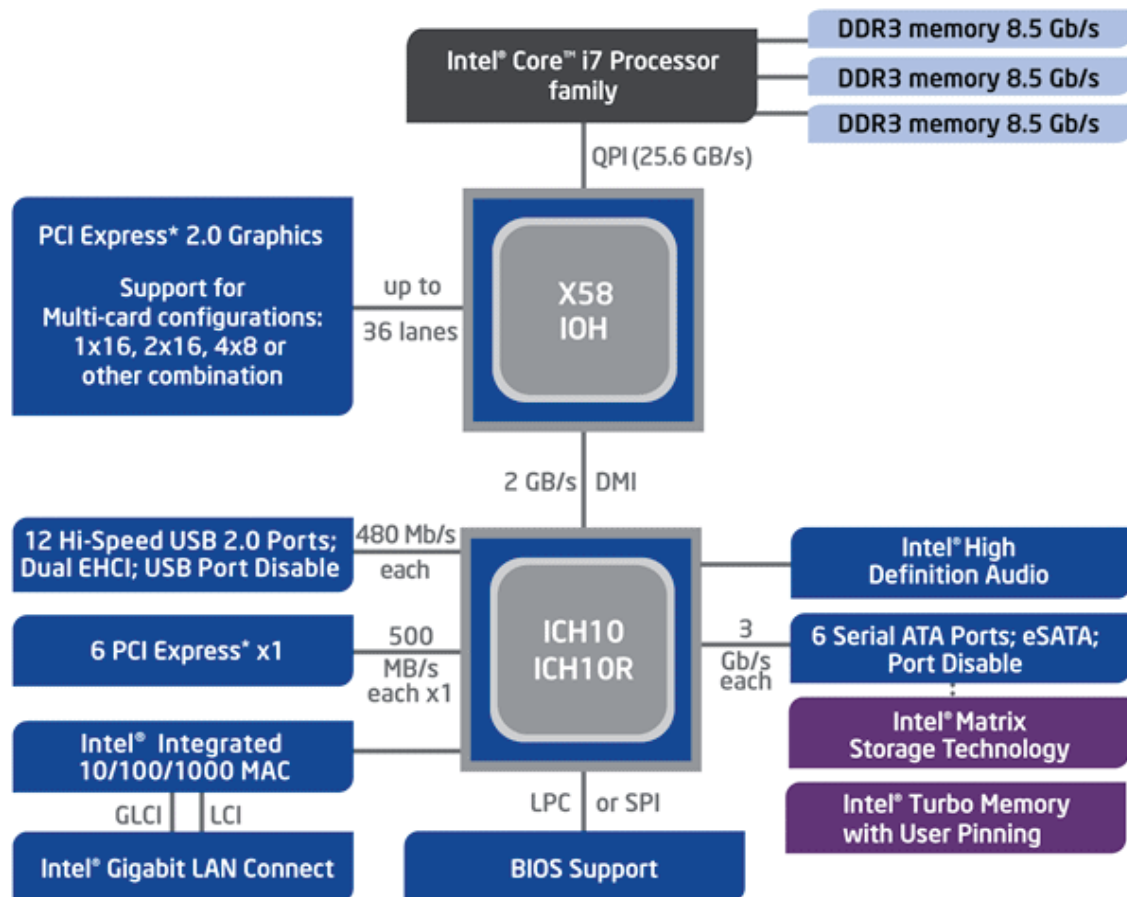 Intel® Core™ i7 Processor
family
DDR3 memory 8.5 Gb/s
DDR3 memory 8.5 Gb/s
DDR3 memory 8.5 Gb/s
QPI (25.6 GB/s)
PCI Express* 2.0 Graphics
Support for
Multi-card configurations:
1x16, 2x16, 4x8 or
other combination
up to
36 lanes
X58
IOH
2 GB/s DMI
12 Hi-Speed USB 2.0 Ports;
Dual EHCI; USB Port Disable
480 Mb/s
each
6 PCI Express* x1
500
MB/s
each x1
Intel® Integrated
10/100/1000 MAC
GLCI LCI
Intel® Gigabit LAN Connect
ICH10
ICH10R
LPC or SPI
BIOS Support
Intel® High
Definition Audio
3
Gb/s
each
6 Serial ATA Ports; eSATA;
Port Disable
Intel® Matrix
Storage Technology
Intel® Turbo Memory
with User Pinning